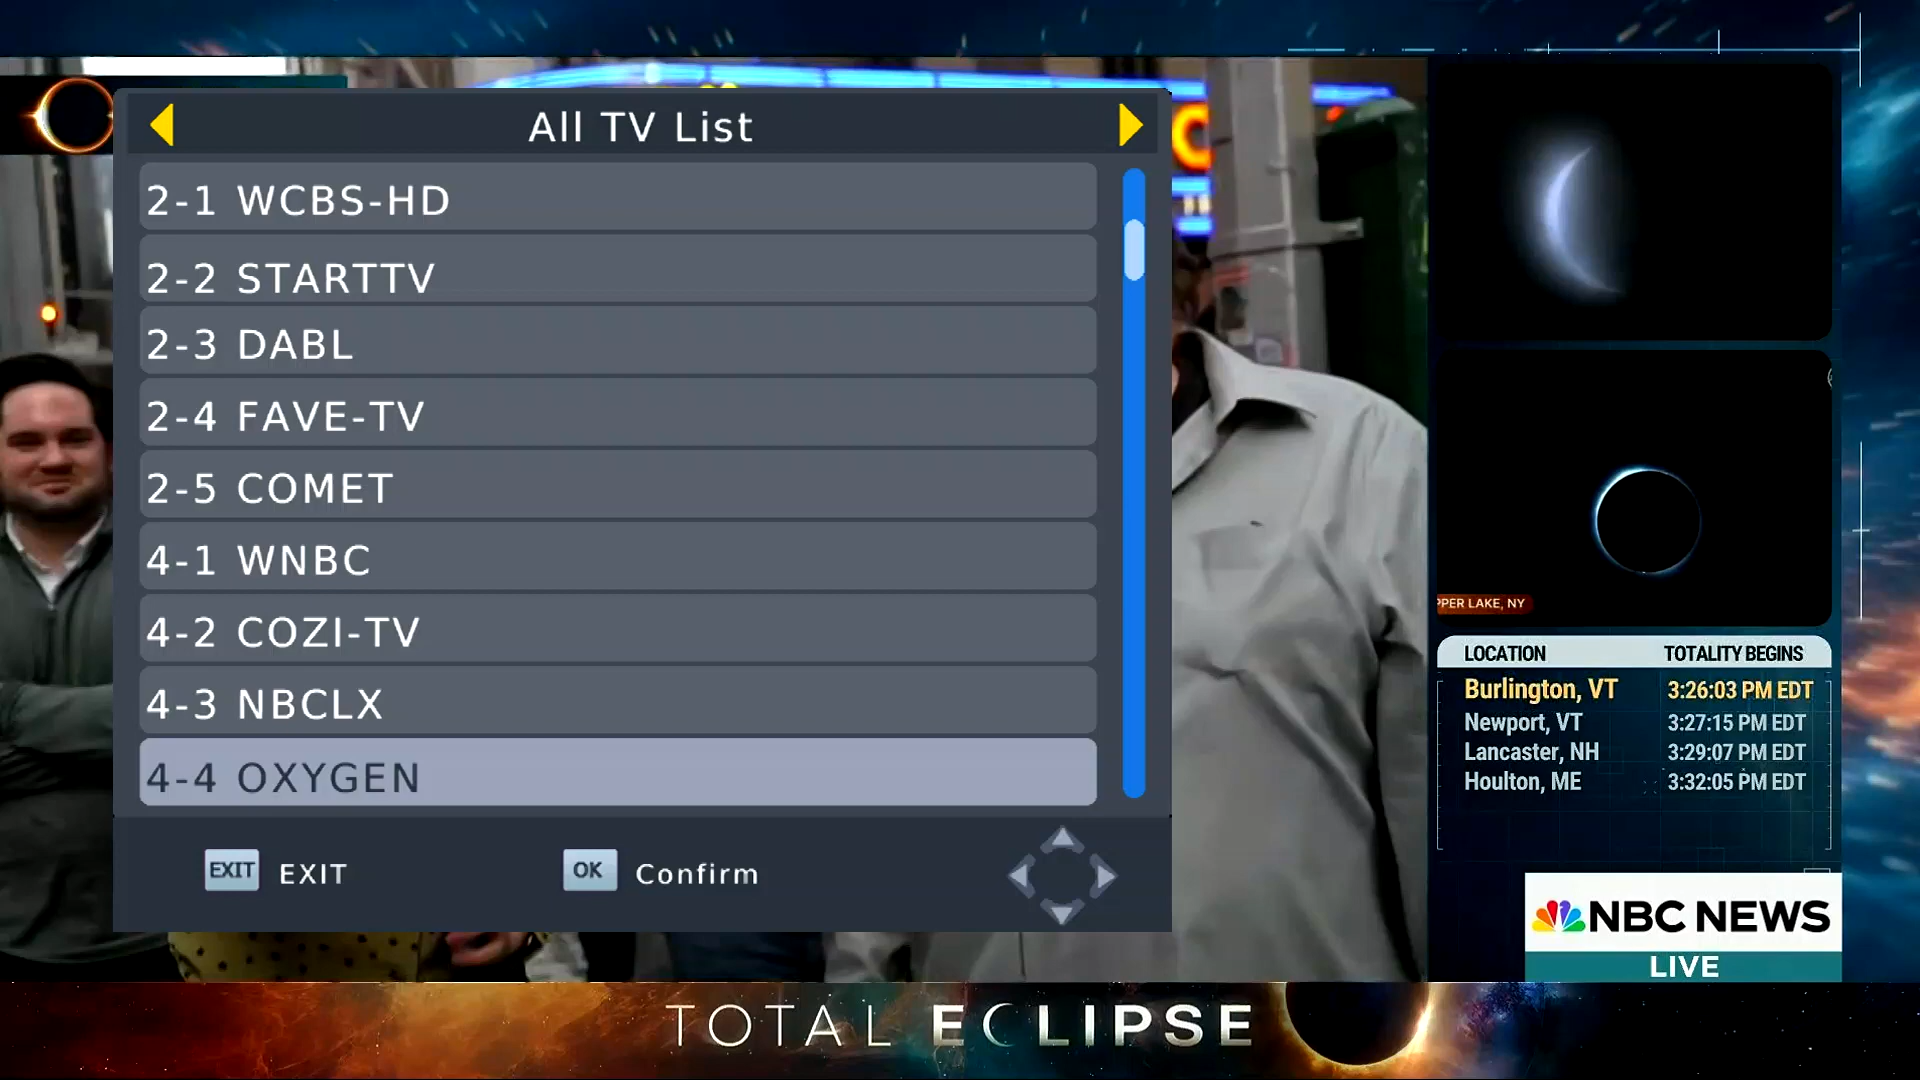 All TV List
2-1 WCBS-HD
2-2 STARTTV
2-3 DABL
2-4 FAVE-TV
2-5 COMET
4-1 WNBC
4-2 COZI-TV
4-3 NBCLX
4-4 OXYGEN
EXIT EXIT
OK Confirm
PPER LAKE, NY
LOCATION TOTALITY BEGINS
Burlington, VT 3:26:03 PM EDT
Newport, VT 3:27:15 PM EDT
Lancaster, NH 3:29:07 PM EDT
Houlton, ME 3:32:05 PM EDT
NBC NEWS
LIVE
TOTAL ECLIPSE